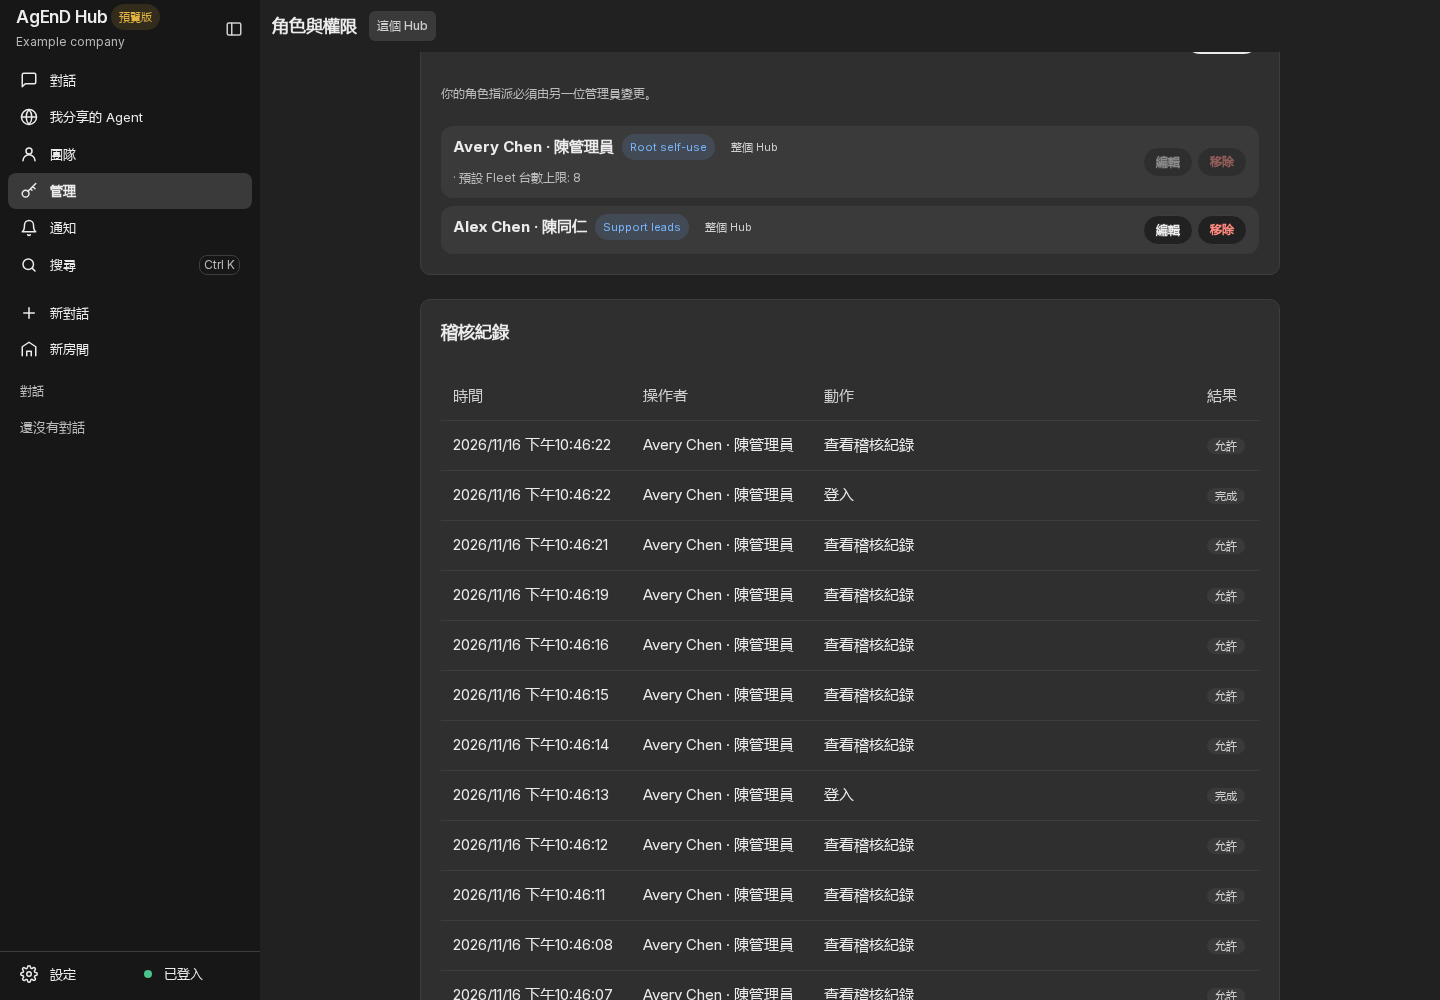 AgEnD Hub 預覽版
Example company
對話
我分享的 Agent
團隊
管理
通知
搜尋 Ctrl K
新對話
新房間
對話
還沒有對話
設定 已登入
角色與權限 這個 Hub
你的角色指派必須由另一位管理員變更。
Avery Chen · 陳管理員 Root self-use 整個 Hub
· 預設 Fleet 台數上限: 8
編輯 移除
Alex Chen · 陳同仁 Support leads 整個 Hub
編輯 移除
稽核紀錄
時間 操作者 動作 結果
2026/11/16 下午10:46:22 Avery Chen · 陳管理員 查看稽核紀錄 允許
2026/11/16 下午10:46:22 Avery Chen · 陳管理員 登入 完成
2026/11/16 下午10:46:21 Avery Chen · 陳管理員 查看稽核紀錄 允許
2026/11/16 下午10:46:19 Avery Chen · 陳管理員 查看稽核紀錄 允許
2026/11/16 下午10:46:16 Avery Chen · 陳管理員 查看稽核紀錄 允許
2026/11/16 下午10:46:15 Avery Chen · 陳管理員 查看稽核紀錄 允許
2026/11/16 下午10:46:14 Avery Chen · 陳管理員 查看稽核紀錄 允許
2026/11/16 下午10:46:13 Avery Chen · 陳管理員 登入 完成
2026/11/16 下午10:46:12 Avery Chen · 陳管理員 查看稽核紀錄 允許
2026/11/16 下午10:46:11 Avery Chen · 陳管理員 查看稽核紀錄 允許
2026/11/16 下午10:46:08 Avery Chen · 陳管理員 查看稽核紀錄 允許
2026/11/16 下午10:46:07 Avery Chen · 陳管理員 查看稽核紀錄 允許